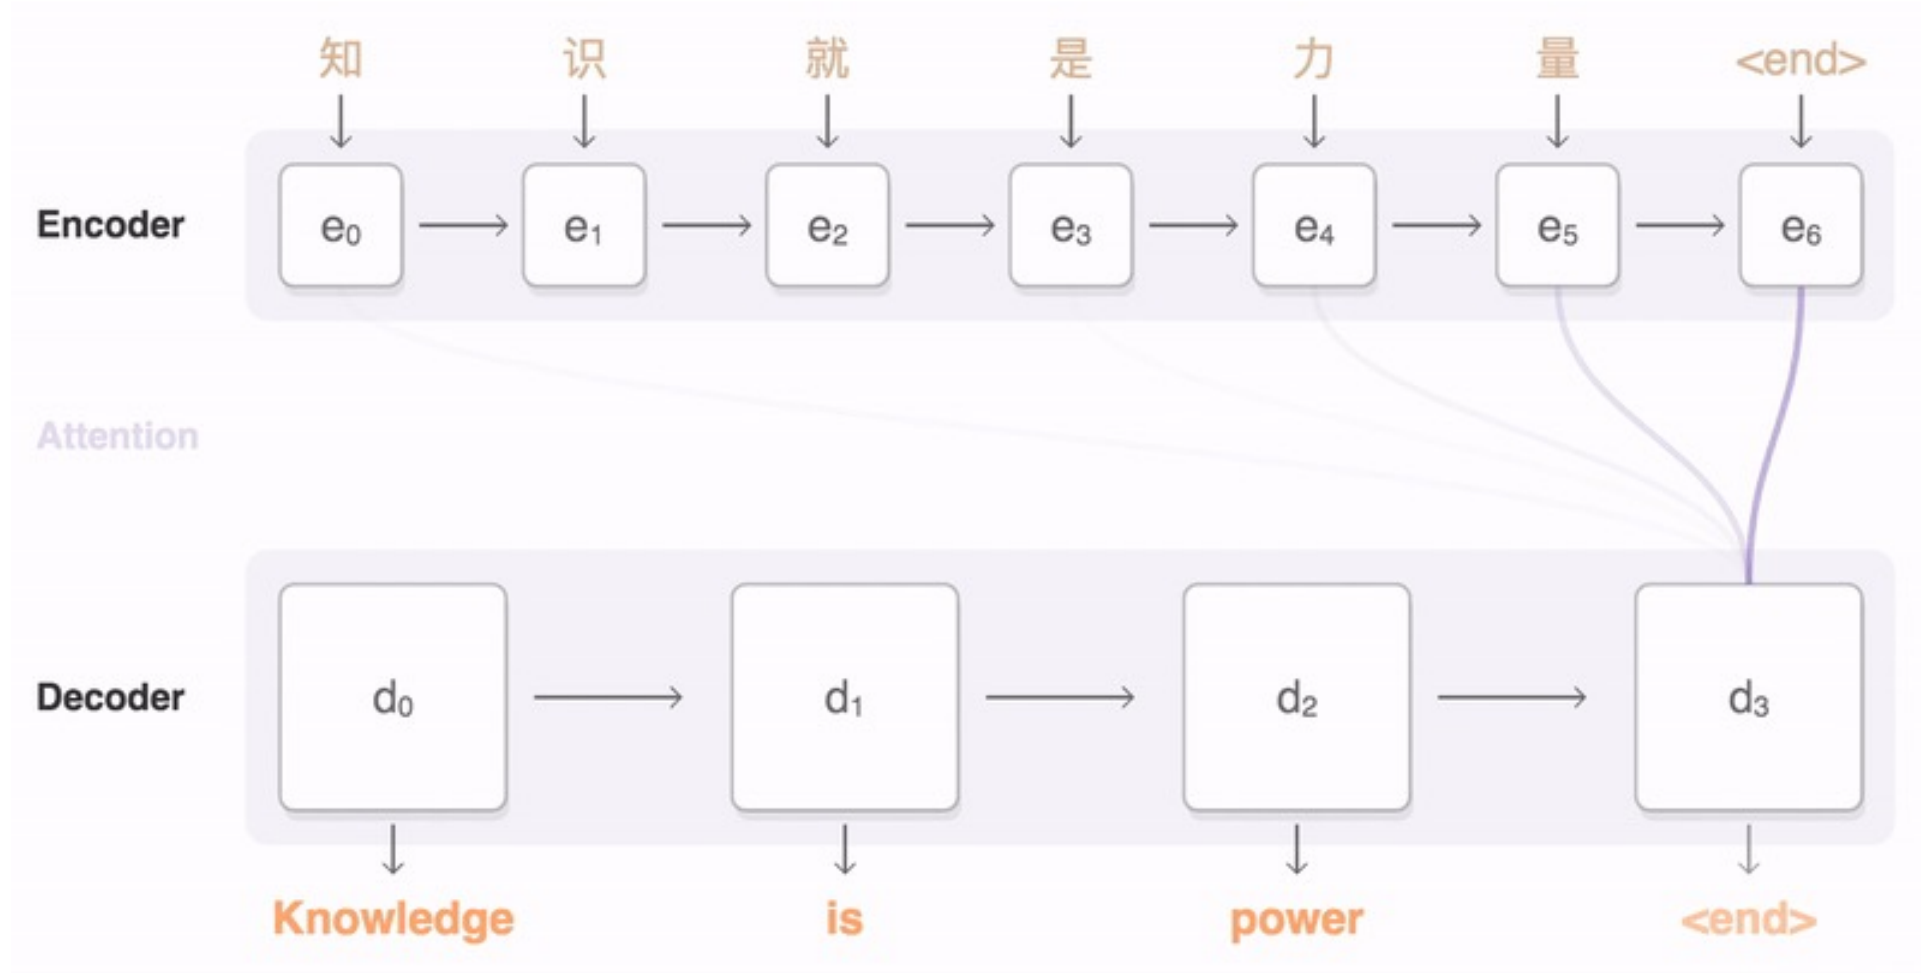 知 识 就 是 力 量 <end>
Encoder e₀ e₁ e₂ e₃ e₄ e₅ e₆
Attention
Decoder d₀ d₁ d₂ d₃
Knowledge is power <end>